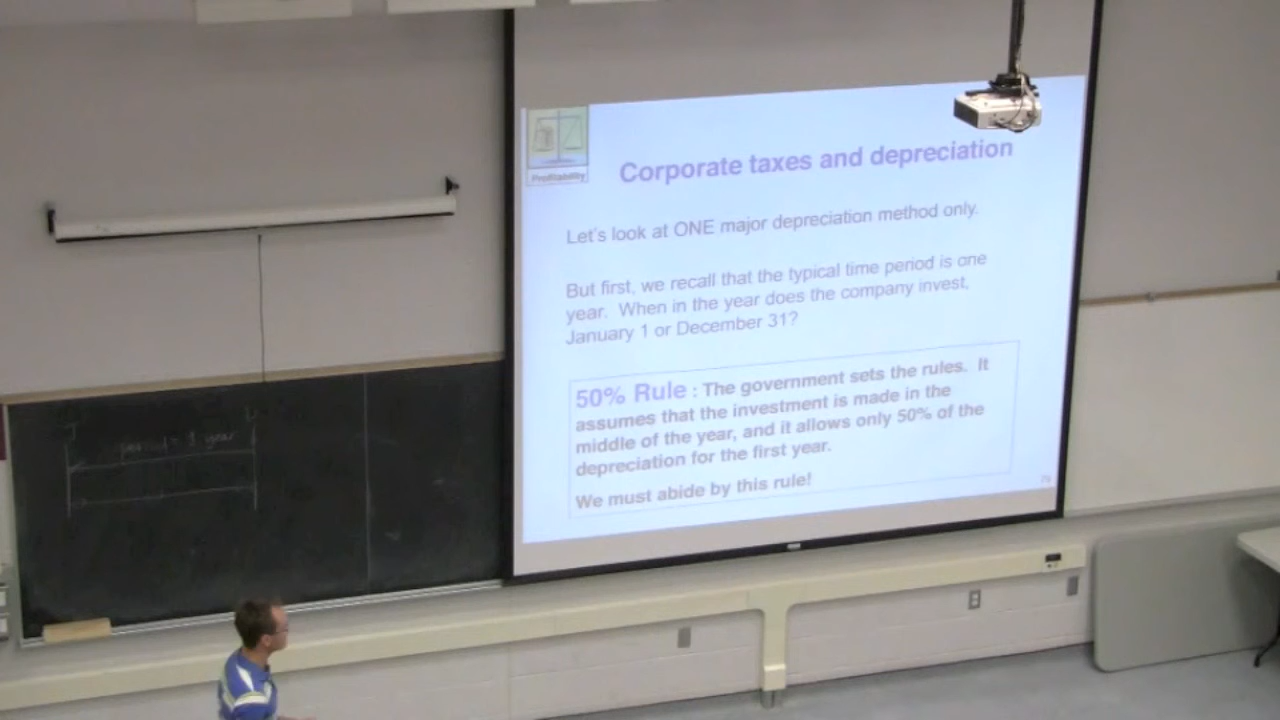 Profitability
Corporate taxes and depreciation
Let's look at ONE major depreciation method only.
But first, we recall that the typical time period is one
year. When in the year does the company invest,
January 1 or December 31?
50% Rule : The government sets the rules. It
assumes that the investment is made in the
middle of the year, and it allows only 50% of the
depreciation for the first year.
We must abide by this rule!
period = 1 year